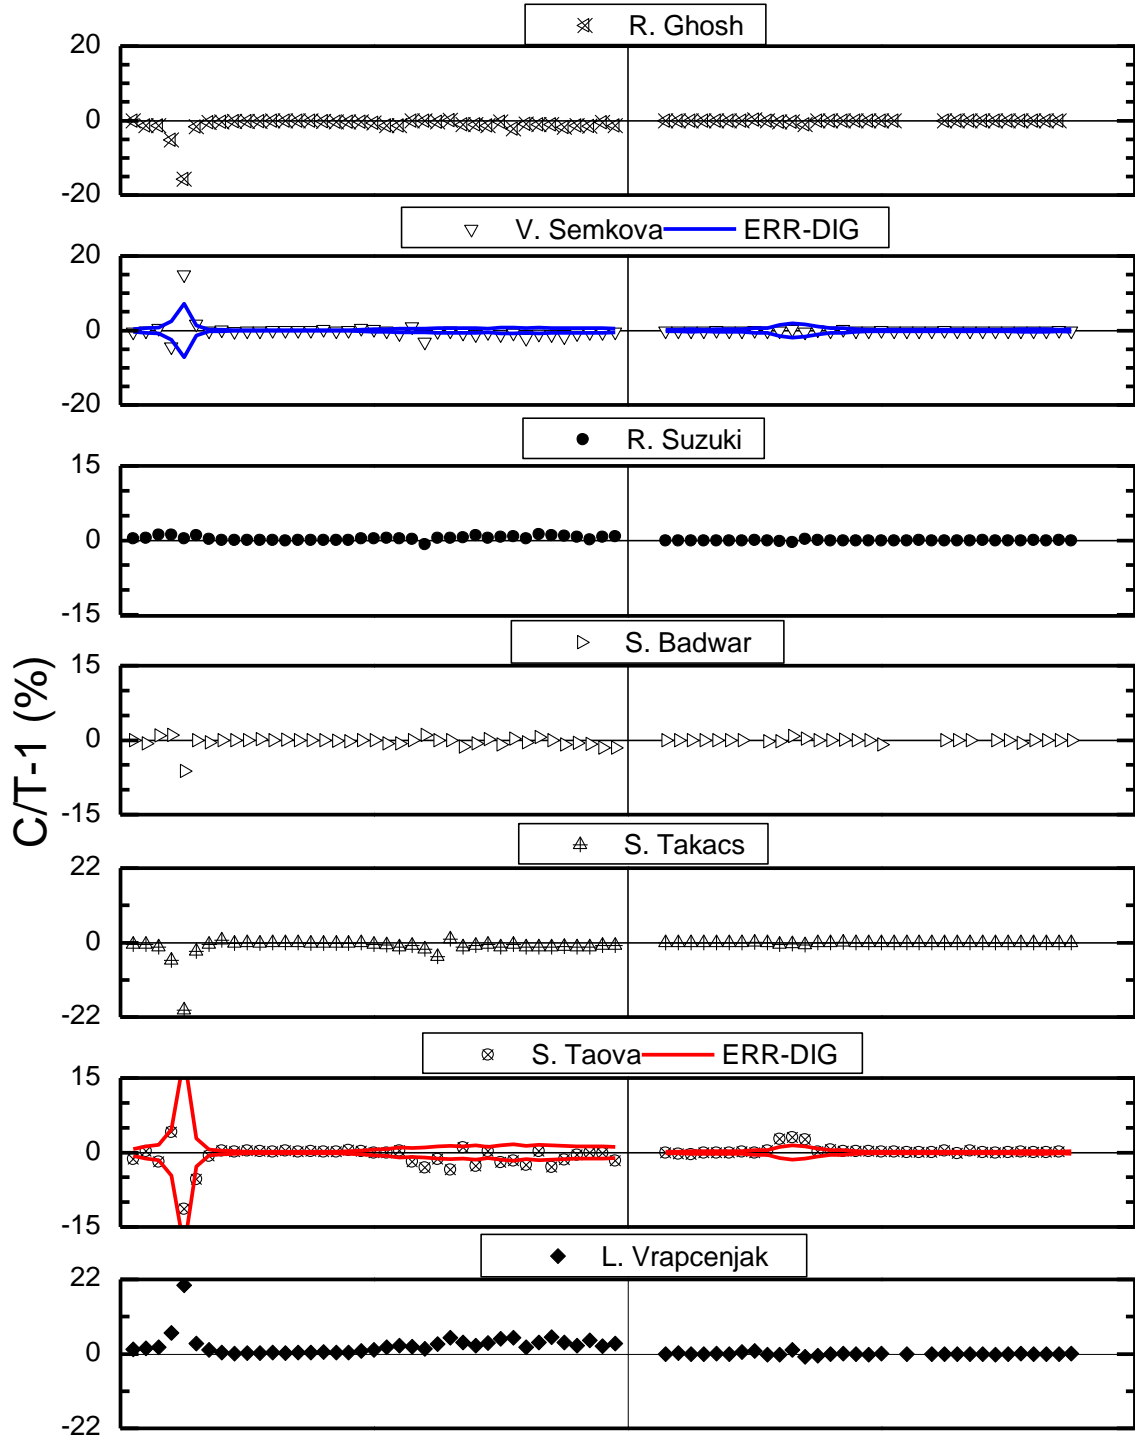 R. Ghosh
20
0
-20
V. Semkova ERR-DIG
20
0
-20
R. Suzuki
15
0
-15
S. Badwar
15
0
-15
C/T-1 (%)
S. Takacs
22
0
-22
S. Taova ERR-DIG
15
0
-15
L. Vrapcenjak
22
0
-22